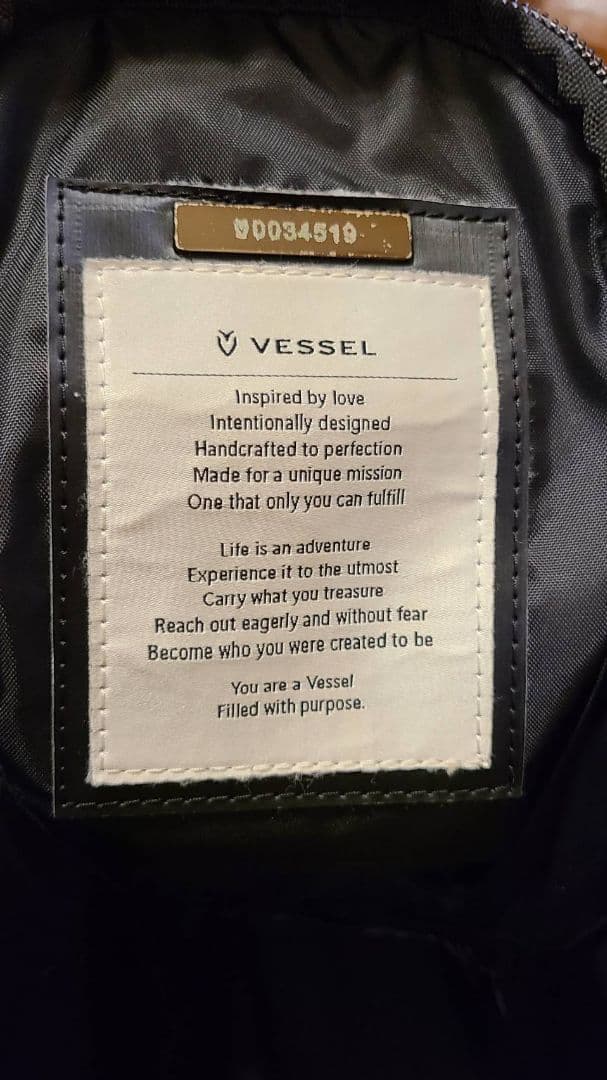 VD034519
VESSEL
Inspired by love
Intentionally designed
Handcrafted to perfection
Made for a unique mission
One that only you can fulfill
Life is an adventure
Experience it to the utmost
Carry what you treasure
Reach out eagerly and without fear
Become who you were created to be
You are a Vessel
Filled with purpose.